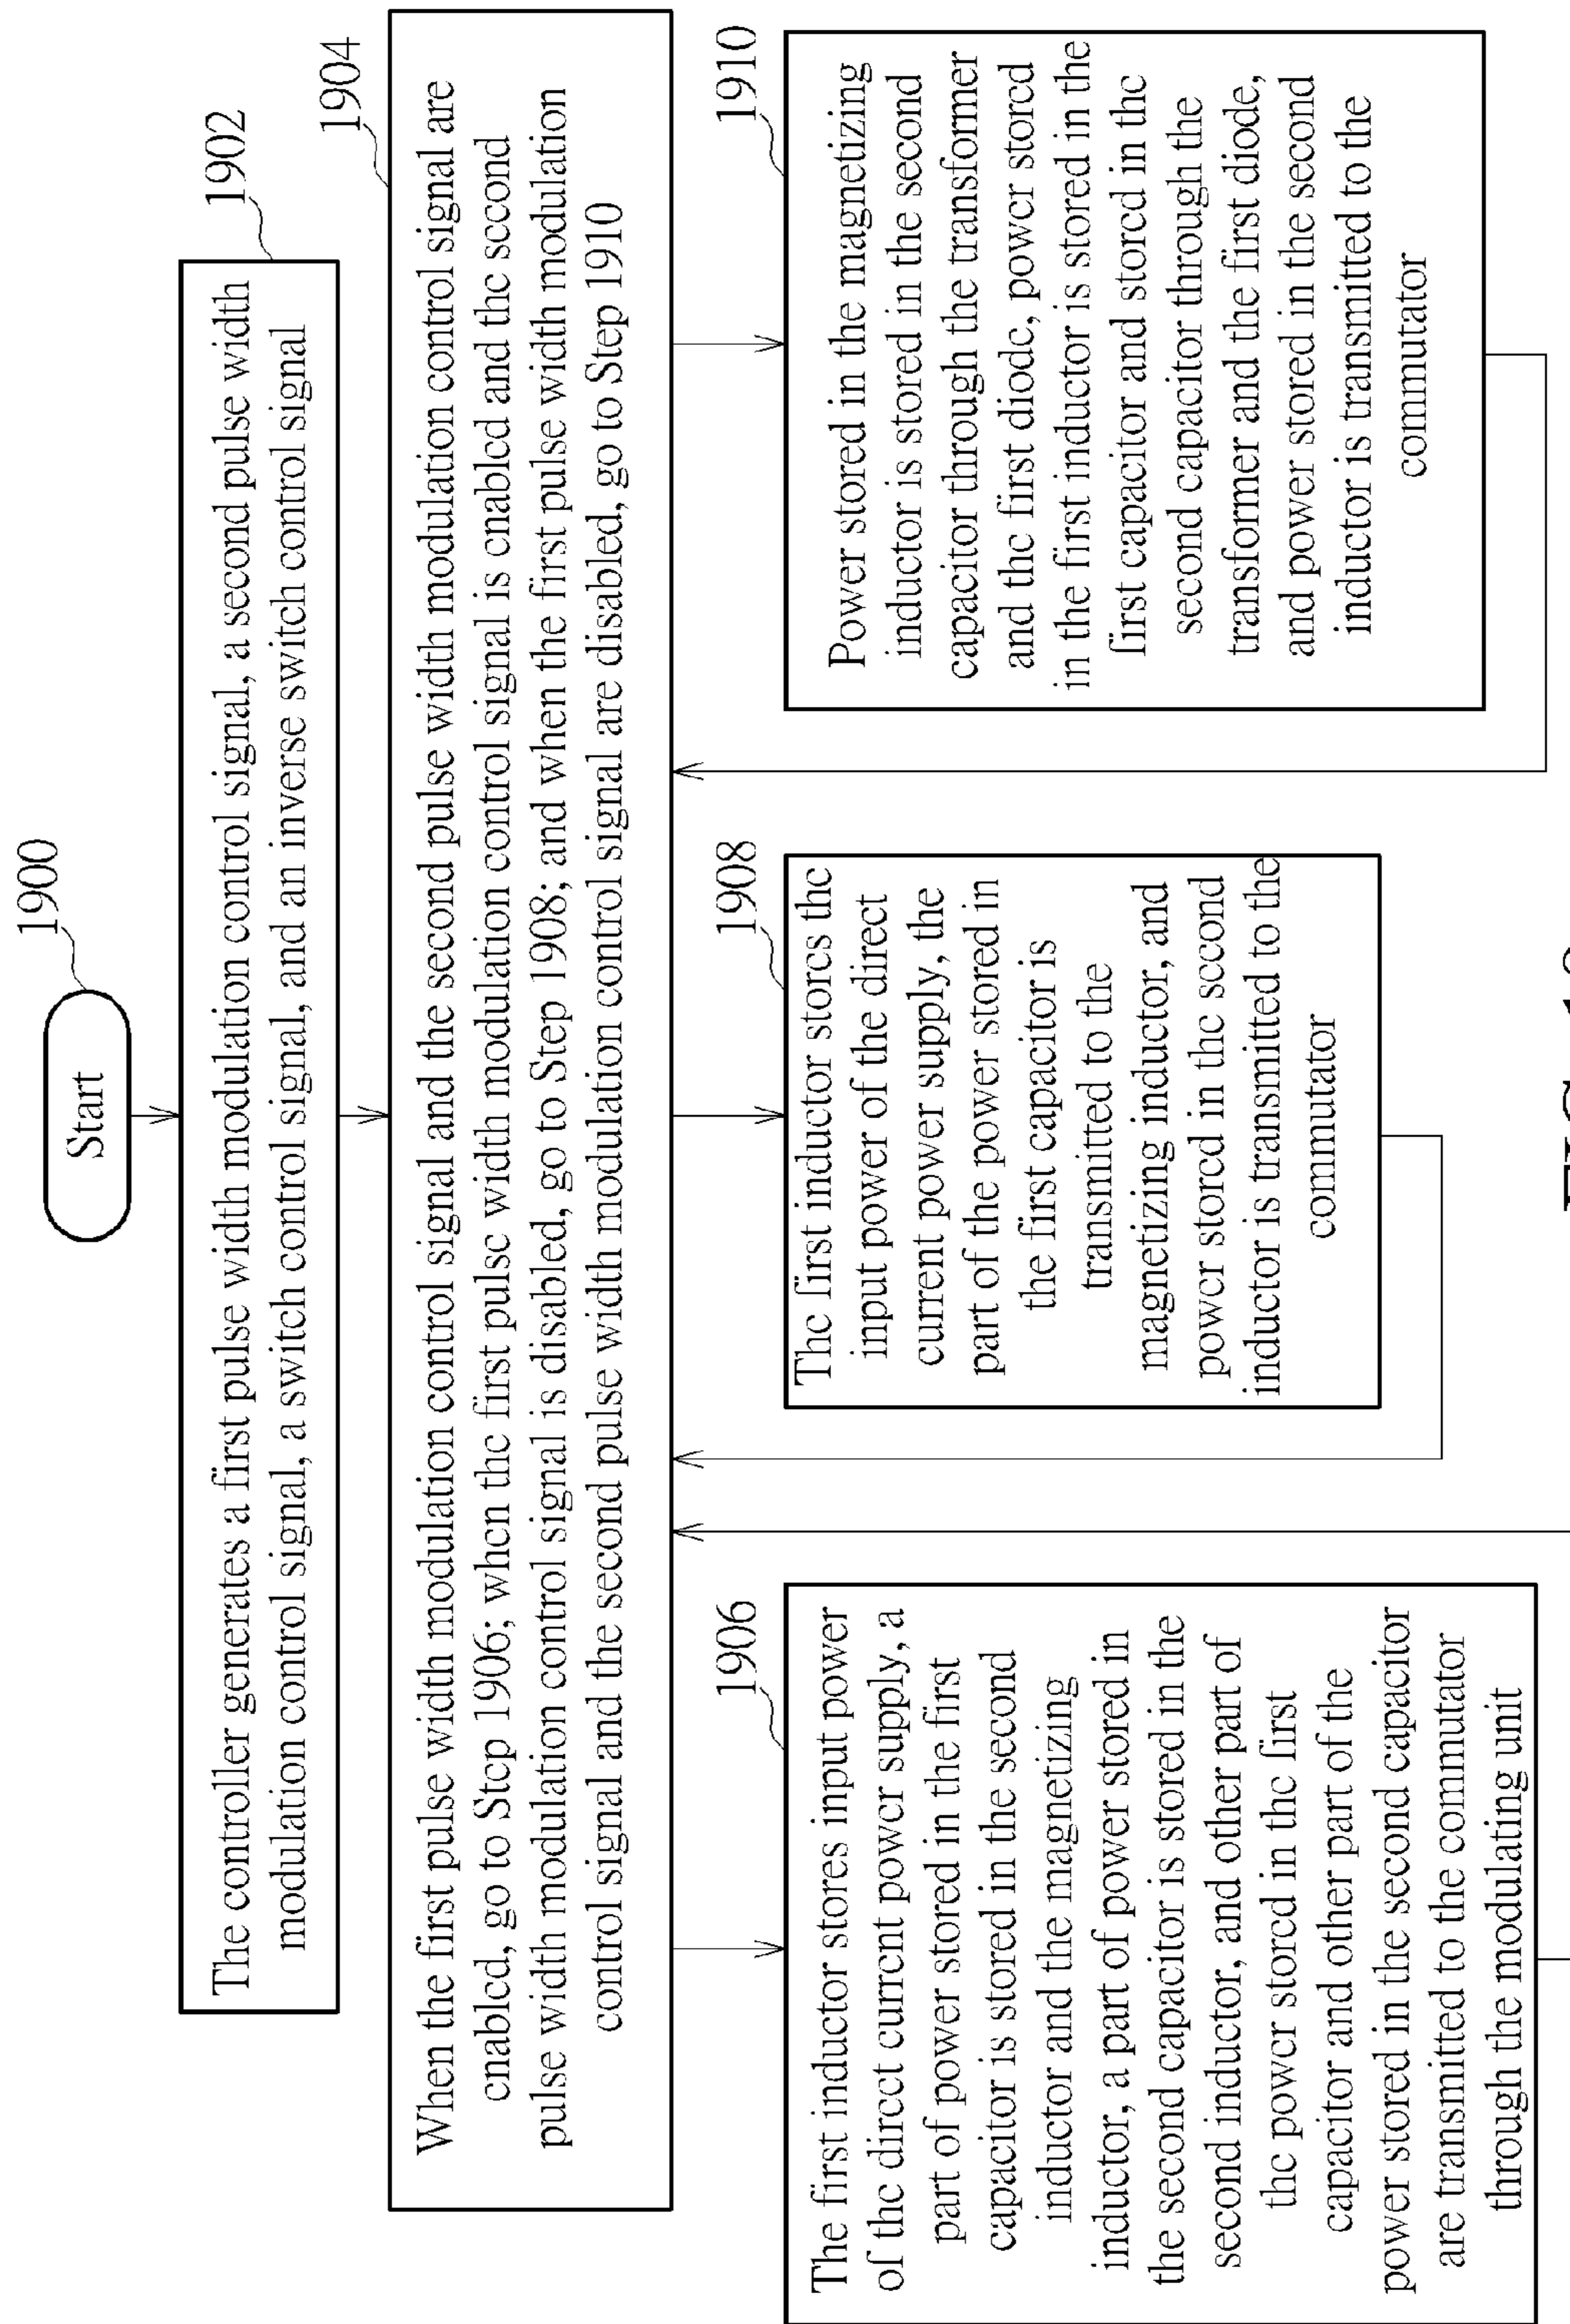 1900
Start
1902
The controller generates a first pulse width modulation control signal, a second pulse width
modulation control signal, a switch control signal, and an inverse switch control signal
1904
When the first pulse width modulation control signal and the second pulse width modulation control signal are
enabled, go to Step 1906; when the first pulse width modulation control signal is enabled and the second
pulse width modulation control signal is disabled, go to Step 1908; and when the first pulse width modulation
control signal and the second pulse width modulation control signal are disabled, go to Step 1910
1906
The first inductor stores input power
of the direct current power supply, a
part of power stored in the first
capacitor is stored in the second
inductor and the magnetizing
inductor, a part of power stored in
the second capacitor is stored in the
second inductor, and other part of
the power stored in the first
capacitor and other part of the
power stored in the second capacitor
are transmitted to the commutator
through the modulating unit
1908
The first inductor stores the
input power of the direct
current power supply, the
part of the power stored in
the first capacitor is
transmitted to the
magnetizing inductor, and
power stored in the second
inductor is transmitted to the
commutator
1910
Power stored in the magnetizing
inductor is stored in the second
capacitor through the transformer
and the first diode, power stored
in the first inductor is stored in the
first capacitor and stored in the
second capacitor through the
transformer and the first diode,
and power stored in the second
inductor is transmitted to the
commutator